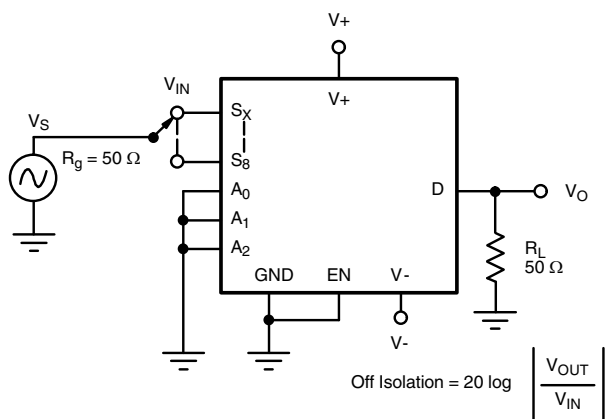 V+
V+
V_IN
V_S
S_X
R_g = 50 Ω
S_8
A_0
D
V_O
A_1
A_2
R_L
50 Ω
GND EN V-
V-
Off Isolation = 20 log | V_OUT / V_IN |